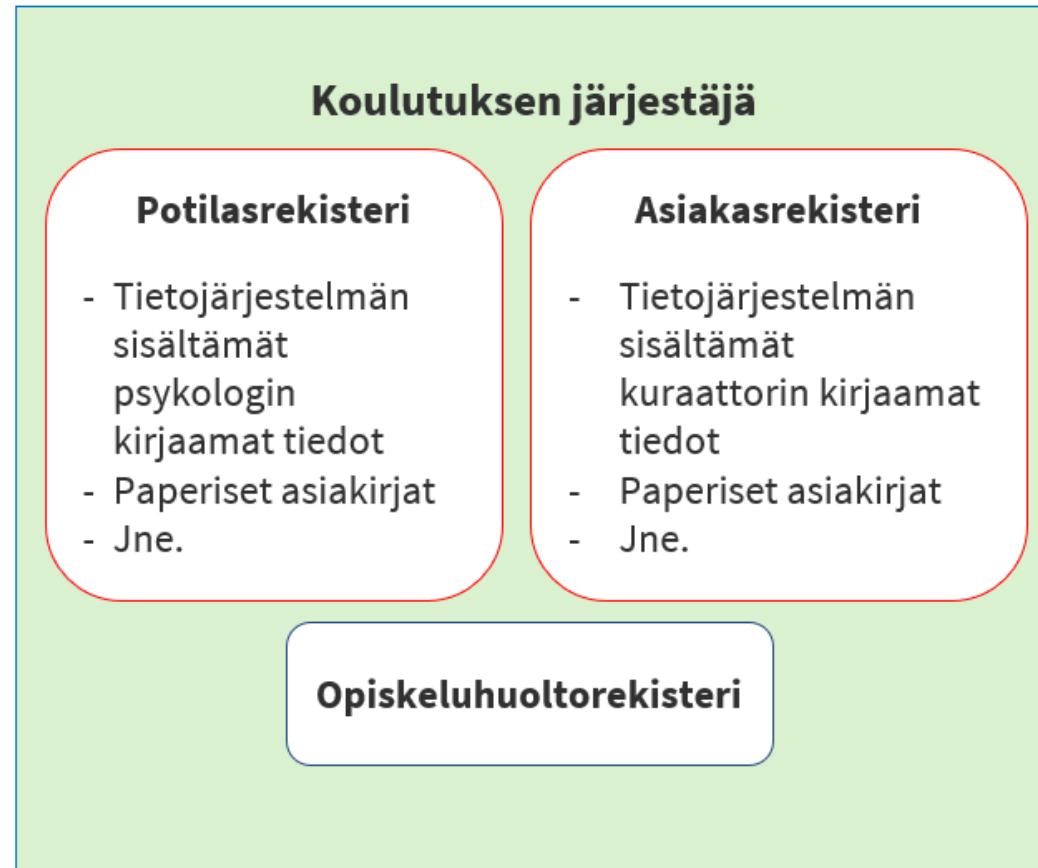 Koulutuksen järjestäjä
Potilasrekisteri
- Tietojärjestelmän
sisältämät
psykologin
kirjaamat tiedot
- Paperiset asiakirjat
- Jne.
Asiakasrekisteri
- Tietojärjestelmän
sisältämät
kuraattorin kirjaamat
tiedot
- Paperiset asiakirjat
- Jne.
Opiskeluhuoltorekisteri